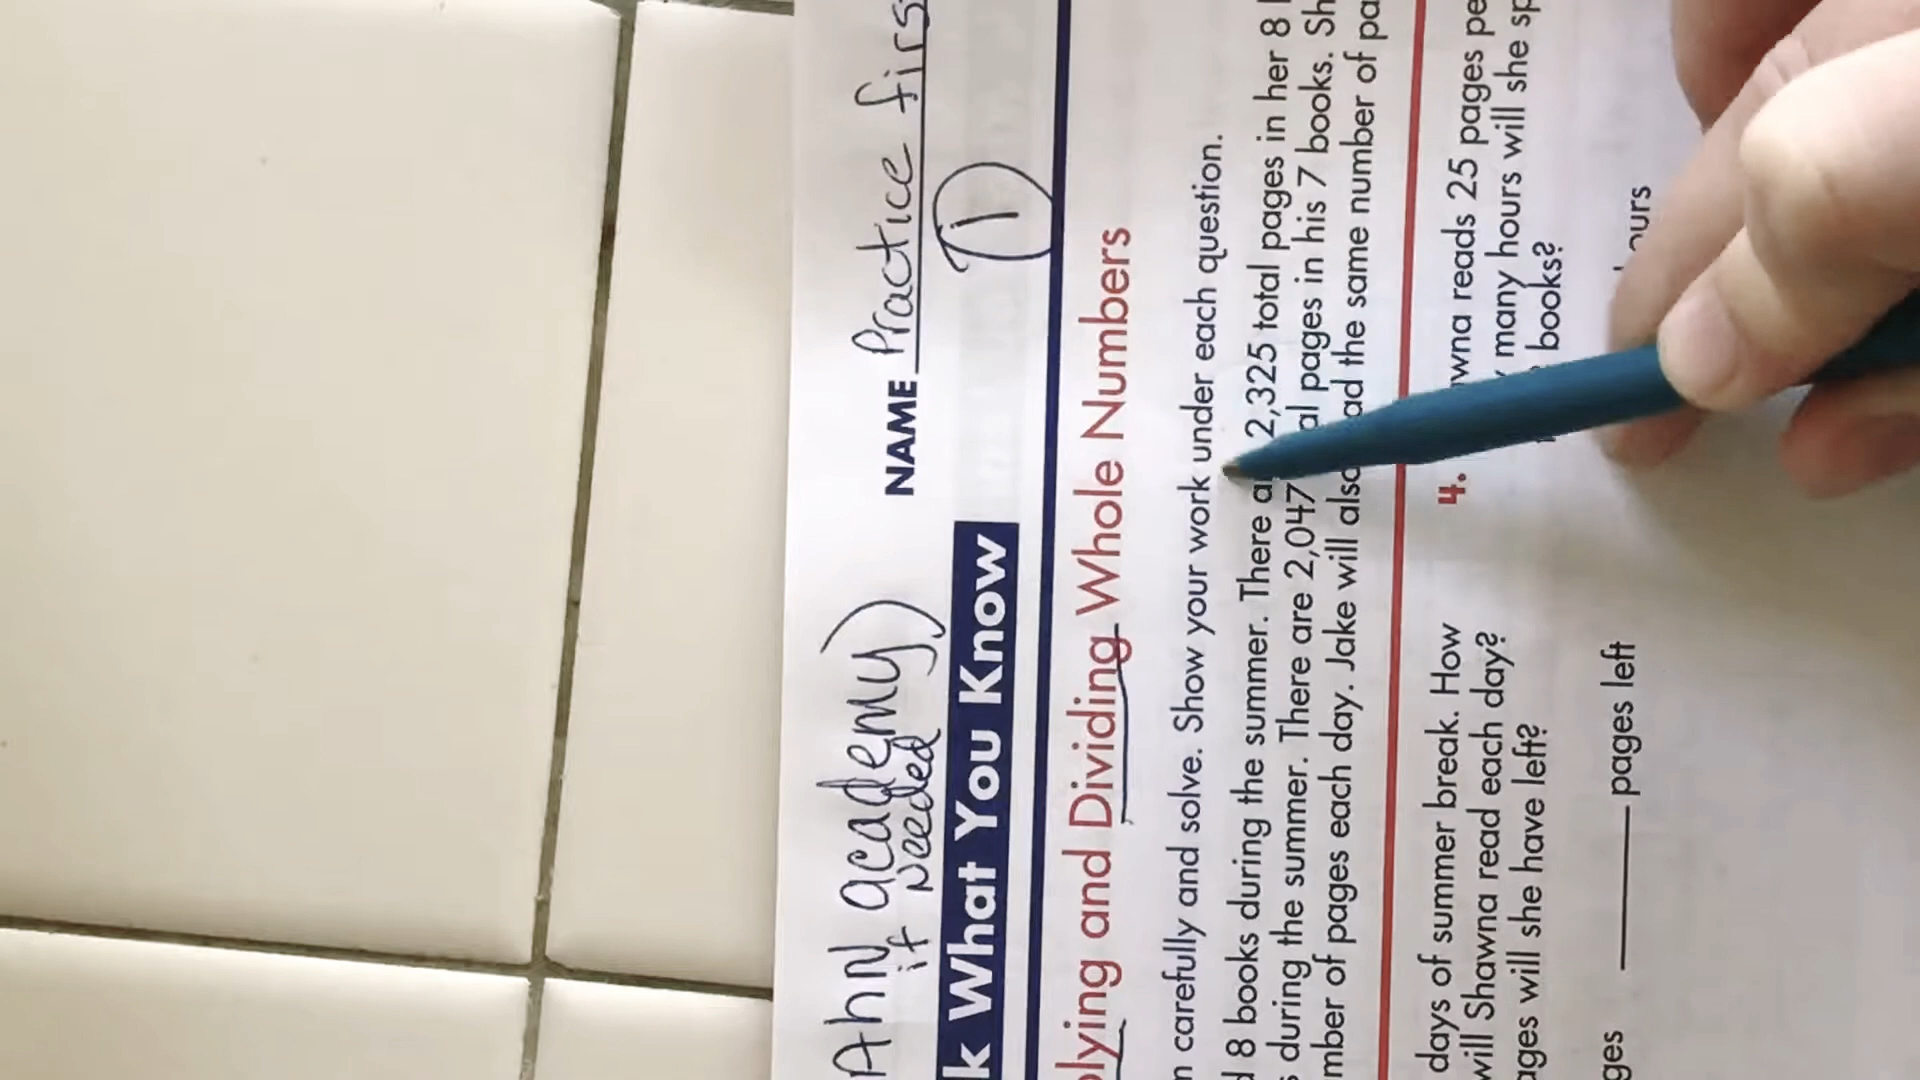 Ahn academy)
if needed
NAME Practice firs
k What You Know
1
plying and Dividing Whole Numbers
n carefully and solve. Show your work under each question.
d 8 books during the summer. There a 2,325 total pages in her 8
s during the summer. There are 2,047 al pages in his 7 books. Sh
mber of pages each day. Jake will also ad the same number of pa
days of summer break. How
will Shawna read each day?
ages will she have left?
ges
pages left
4. wna reads 25 pages pe
many hours will she sp
books?
ours